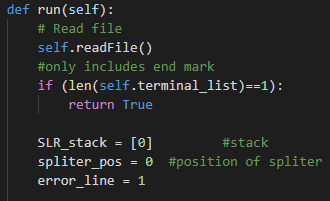 def run(self):
    # Read file
    self.readFile()
    #only includes end mark
    if (len(self.terminal_list)==1):
        return True

    SLR_stack = [0]         #stack
    spliter_pos = 0  #position of spliter
    error_line = 1